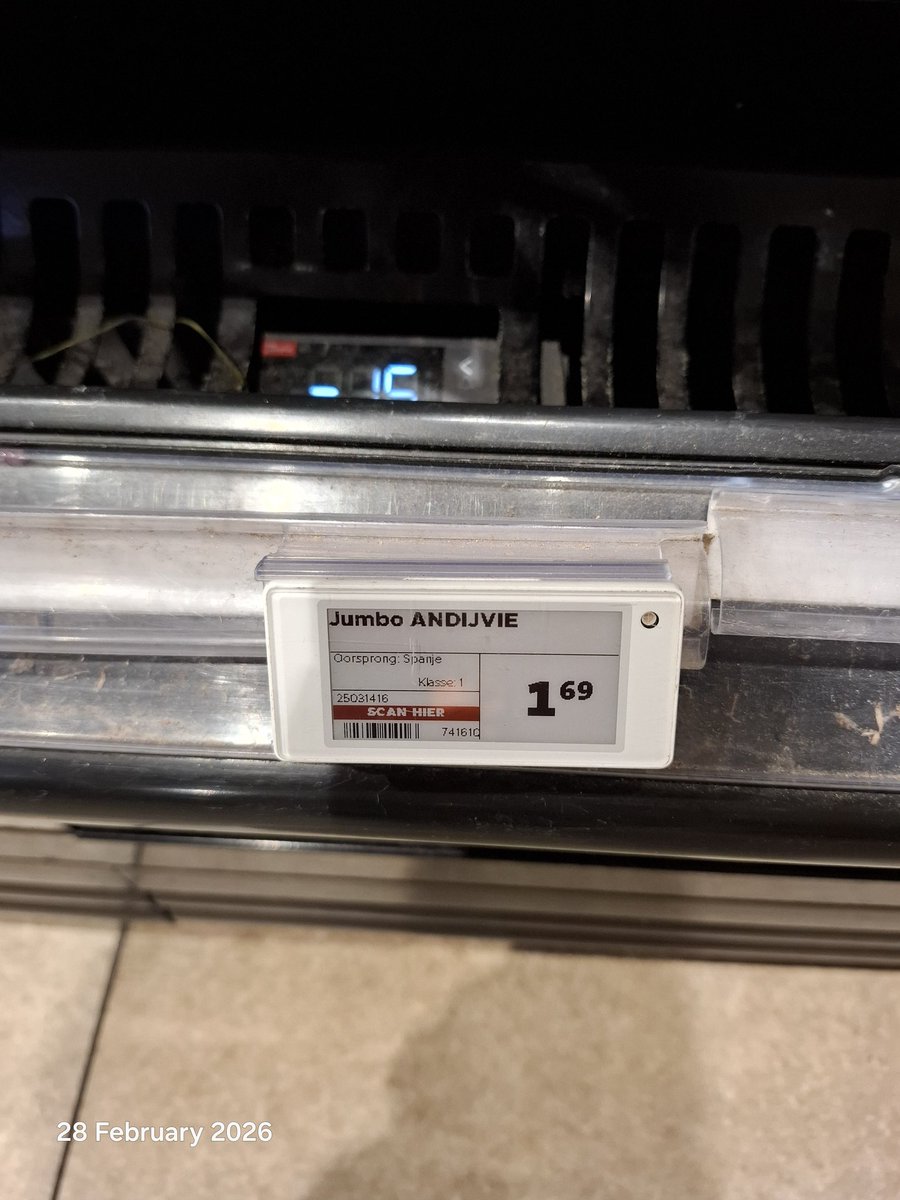 Jumbo ANDIJVIE
Oorsprong: Spanje
Klasse: 1
25031416
SCAN HIER
741610
1 69
28 February 2026